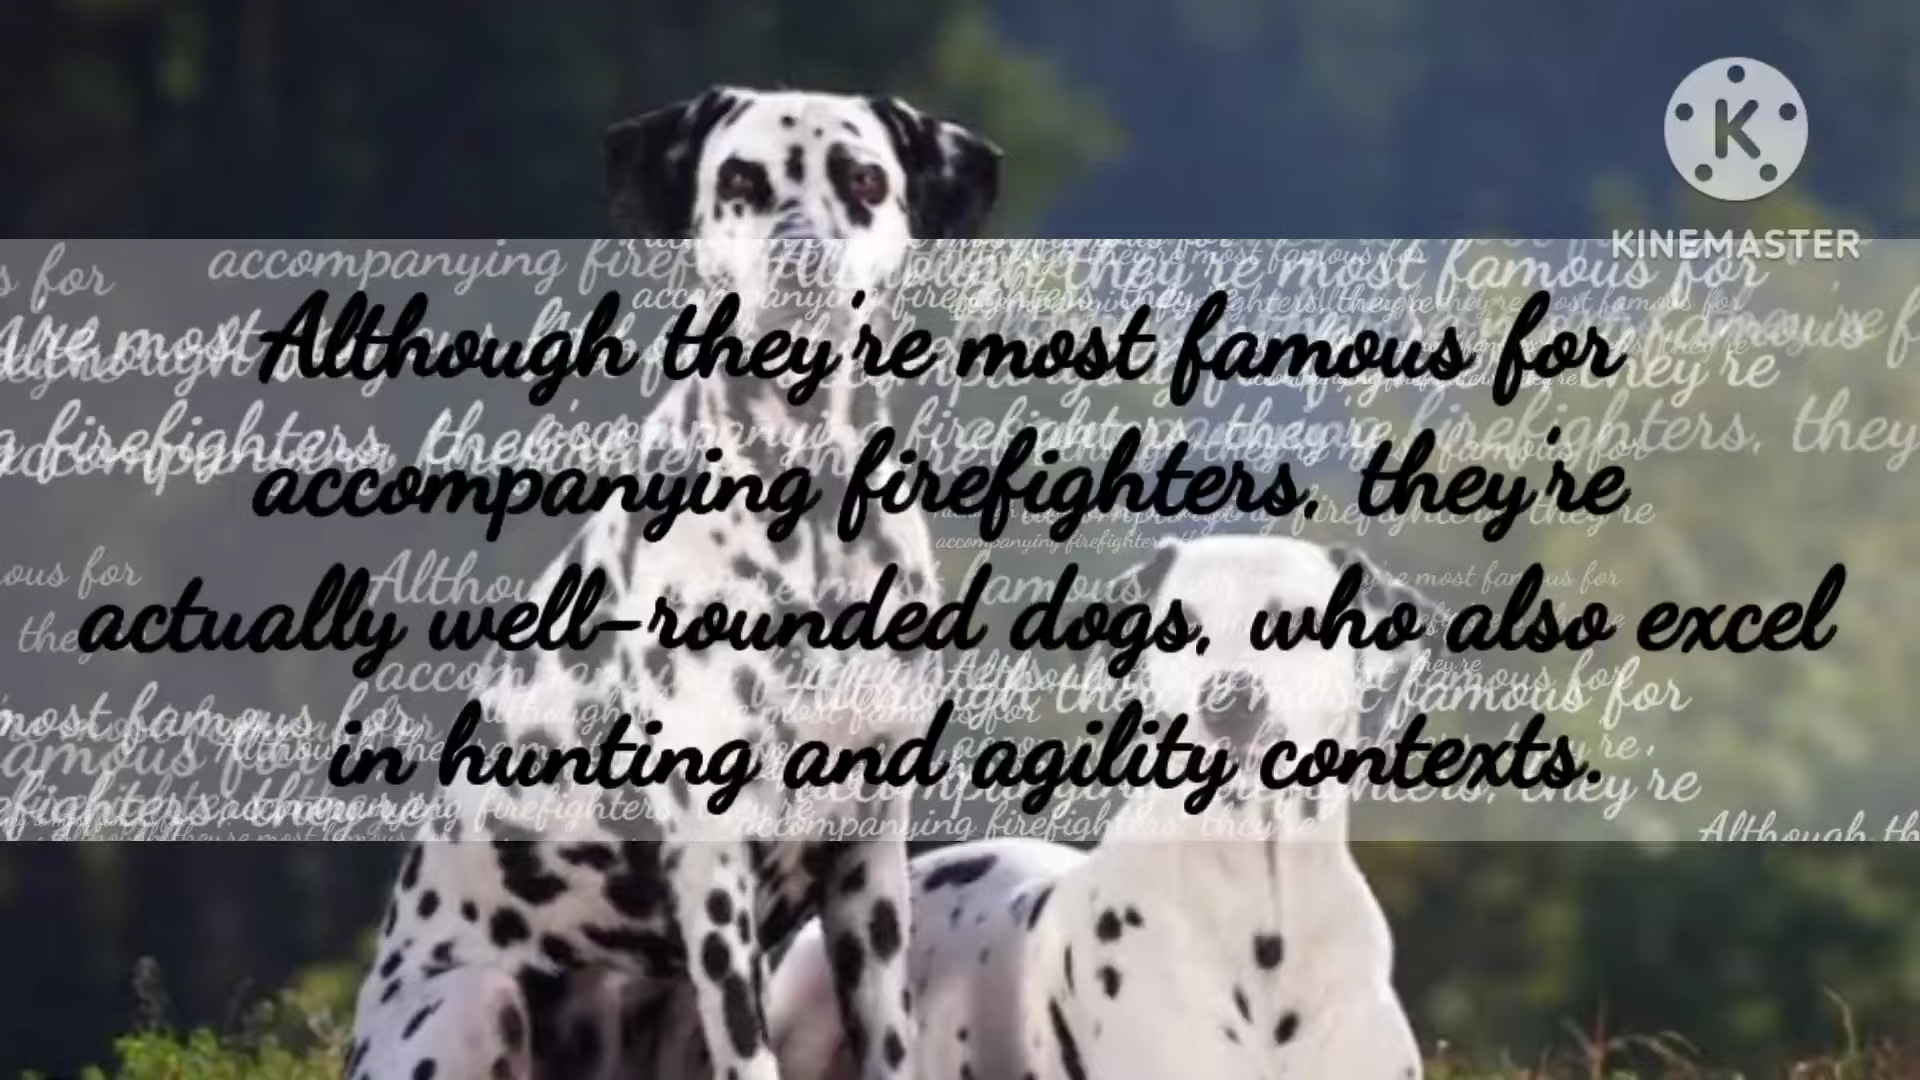 K
KINEMASTER
Although they're most famous for
accompanying firefighters, they're
actually well-rounded dogs, who also excel
in hunting and agility contexts.